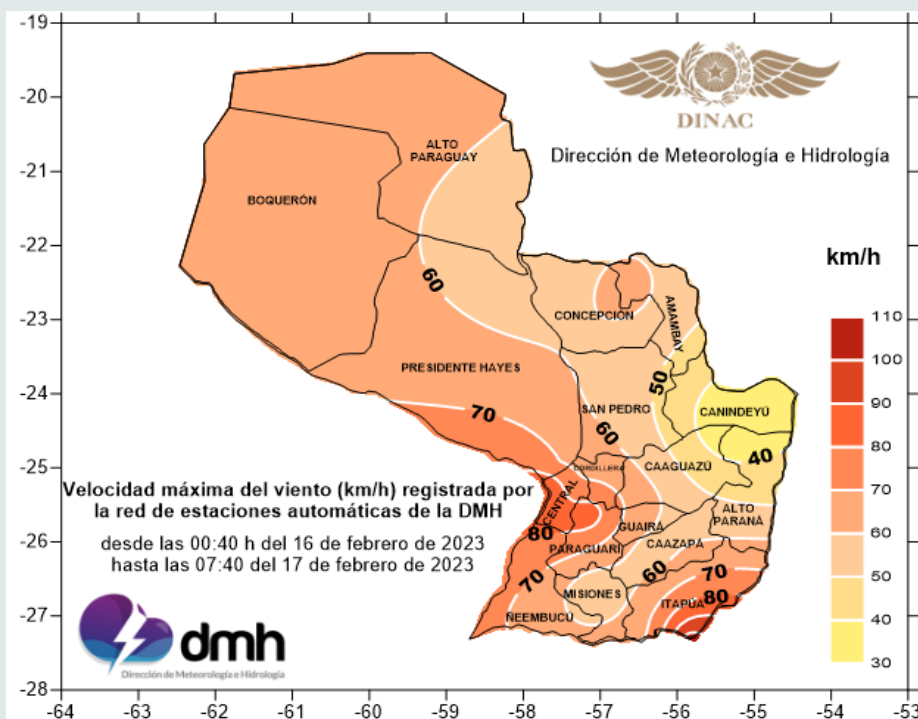 DINAC
Dirección de Meteorología e Hidrología
-19
-20
-21
-22
-23
-24
-25
-26
-27
-28
-64
-63
-62
-61
-60
-59
-58
-57
-56
-55
-54
-53
ALTO
PARAGUAY
BOQUERÓN
60
CONCEPCIÓN
AMAMBAY
PRESIDENTE HAYES
50
70
SAN PEDRO
CANINDEYÚ
60
40
CORDILLERA
CAAGUAZÚ
CENTRAL
ALTO
PARANÁ
80
GUAIRÁ
PARAGUARÍ
CAAZAPÁ
70
60
70
MISIONES
ITAPÚA
80
ÑEEMBUCÚ
km/h
110
100
90
80
70
60
50
40
30
Velocidad máxima del viento (km/h) registrada por
la red de estaciones automáticas de la DMH
desde las 00:40 h del 16 de febrero de 2023
hasta las 07:40 del 17 de febrero de 2023
dmh
Dirección de Meteorología e Hidrología